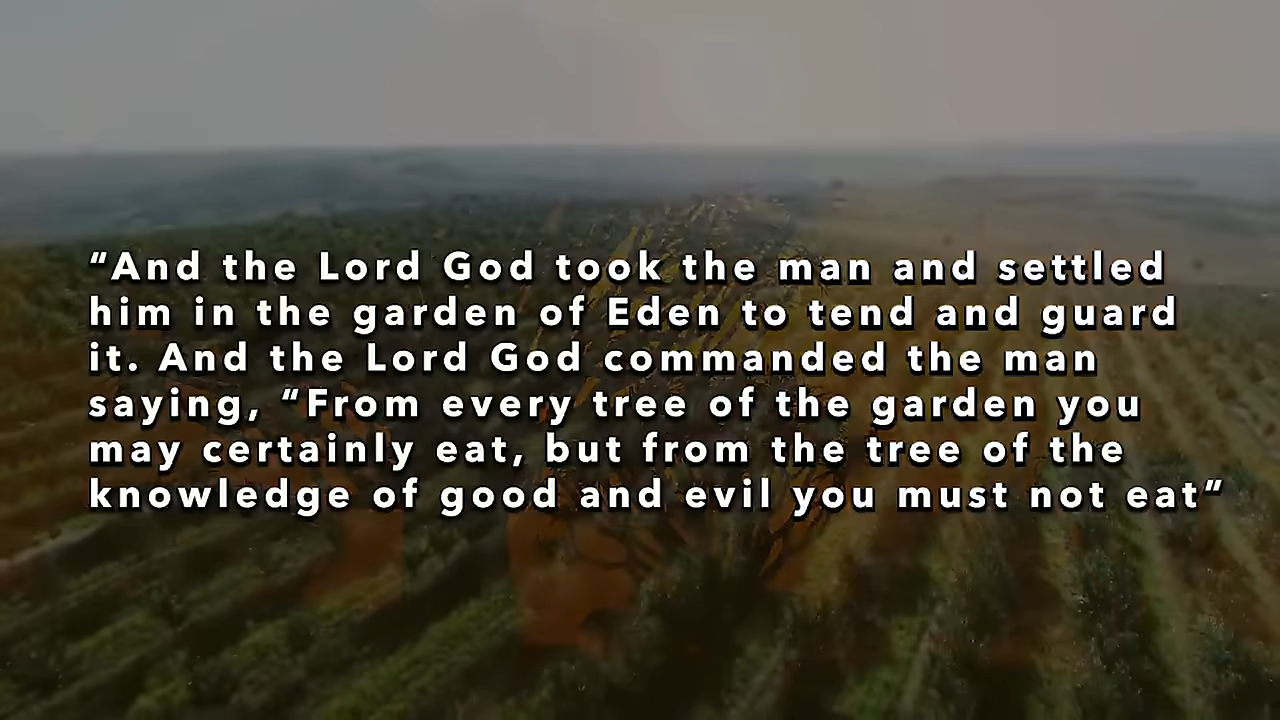 “And the Lord God took the man and settled
him in the garden of Eden to tend and guard
it. And the Lord God commanded the man
saying, “From every tree of the garden you
may certainly eat, but from the tree of the
knowledge of good and evil you must not eat“